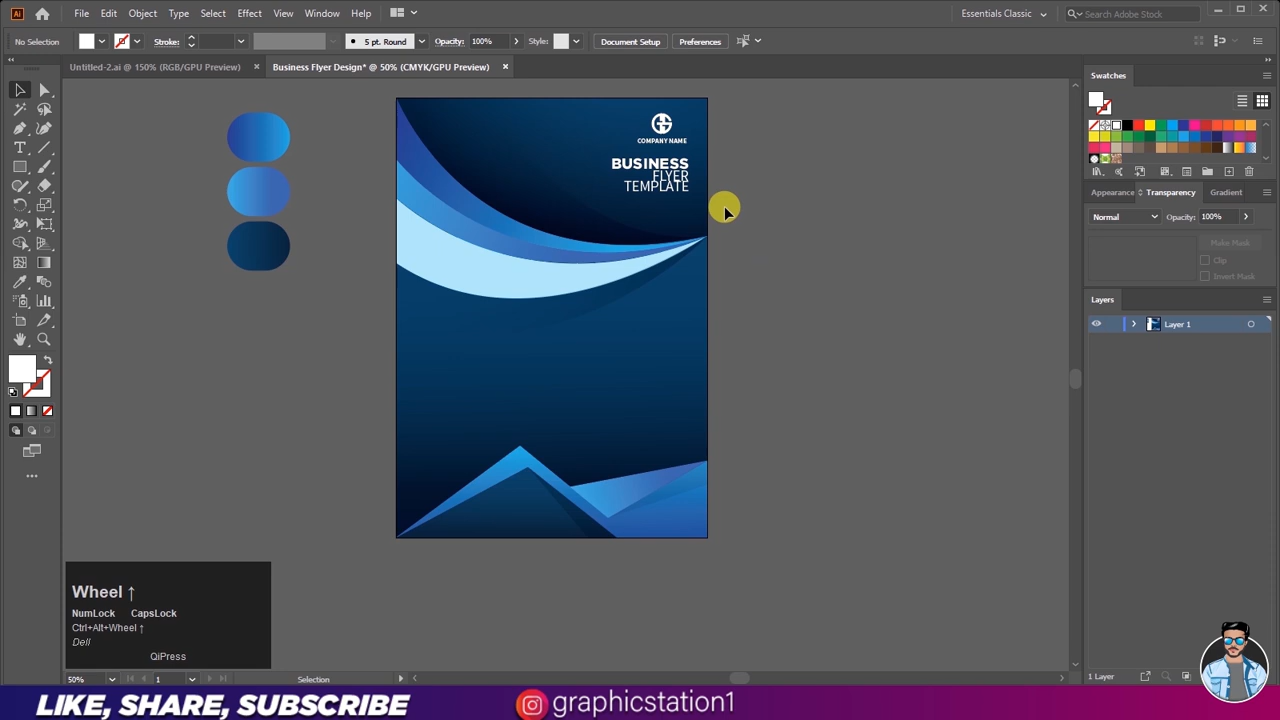 Ai File Edit Object Type Select Effect View Window Help Essentials Classic Search Adobe Stock
No Selection Stroke: 5 pt. Round Opacity: 100% Style: Document Setup Preferences
Untitled-2.ai @ 150% (RGB/GPU Preview) × Business Flyer Design* @ 50% (CMYK/GPU Preview) ×
Swatches
COMPANY NAME
BUSINESS
FLYER
TEMPLATE
Appearance Transparency Gradient
Normal Opacity: 100%
Make Mask
Clip
Invert Mask
Layers
Layer 1
Wheel ↑
NumLock CapsLock
Ctrl+Alt+Wheel ↑
Dell
QiPress
50% 1 Selection 1 Layer
LIKE, SHARE, SUBSCRIBE graphicstation1